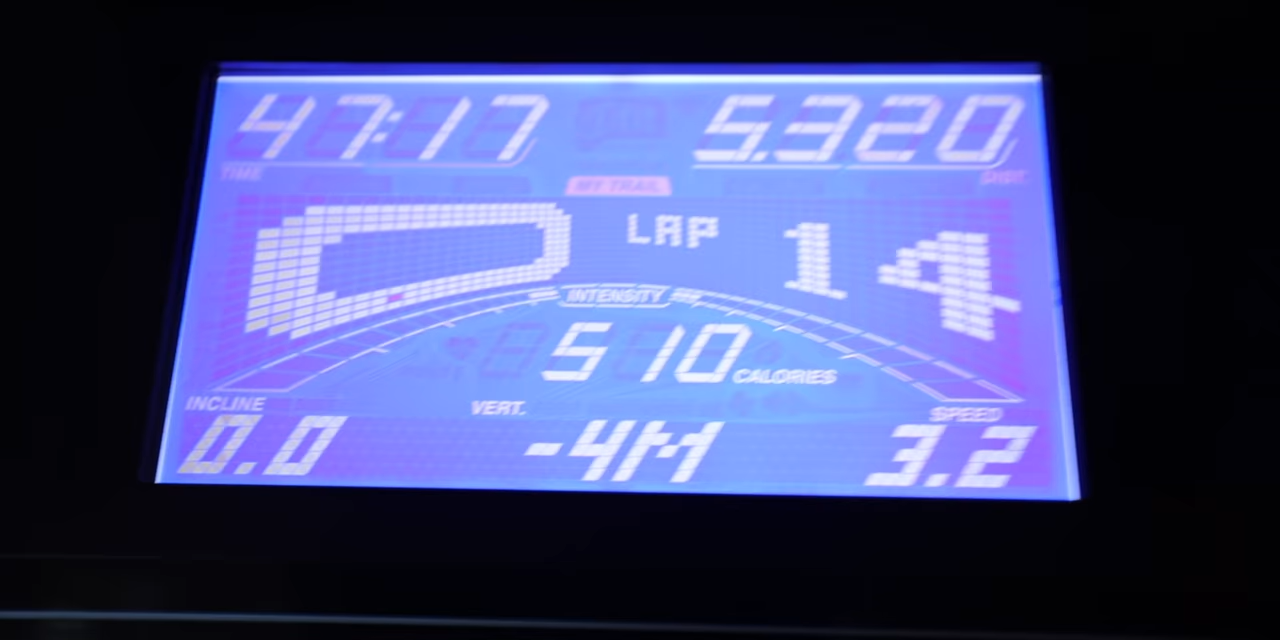 47:17 5.320
TIME DIST.
MY TRAIL
LAP 14
INTENSITY
510 CALORIES
INCLINE VERT. SPEED
0.0 -4M 3.2